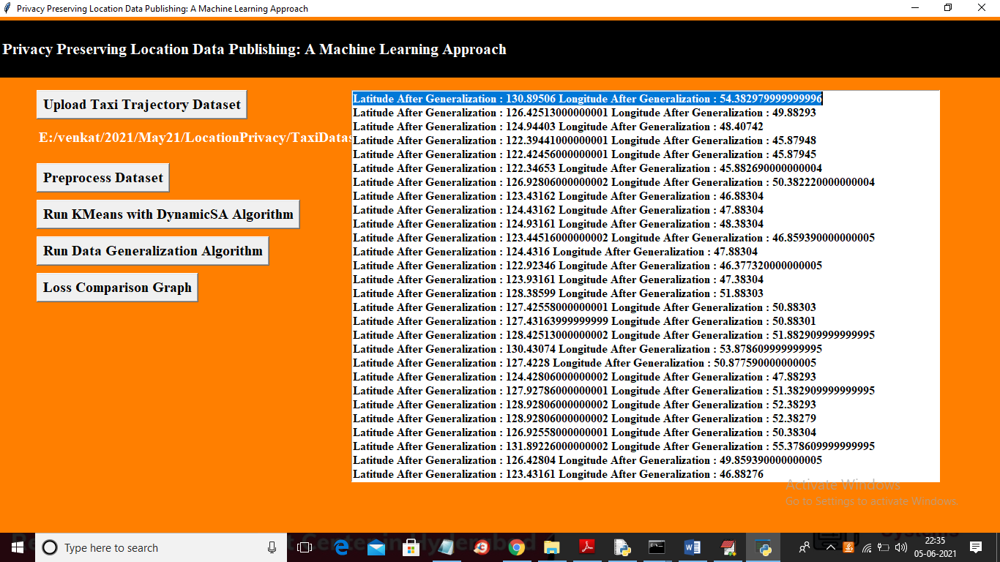 Privacy Preserving Location Data Publishing: A Machine Learning Approach
Privacy Preserving Location Data Publishing: A Machine Learning Approach
Upload Taxi Trajectory Dataset
E:/venkat/2021/May21/LocationPrivacy/TaxiDatas
Preprocess Dataset
Run KMeans with DynamicSA Algorithm
Run Data Generalization Algorithm
Loss Comparison Graph
Latitude After Generalization : 130.89506 Longitude After Generalization : 54.382979999999996
Latitude After Generalization : 126.42513000000001 Longitude After Generalization : 49.88293
Latitude After Generalization : 124.94403 Longitude After Generalization : 48.40742
Latitude After Generalization : 122.39441000000001 Longitude After Generalization : 45.87948
Latitude After Generalization : 122.42456000000001 Longitude After Generalization : 45.87945
Latitude After Generalization : 122.34653 Longitude After Generalization : 45.882690000000004
Latitude After Generalization : 126.92806000000002 Longitude After Generalization : 50.382220000000004
Latitude After Generalization : 123.43162 Longitude After Generalization : 46.88304
Latitude After Generalization : 124.43162 Longitude After Generalization : 47.88304
Latitude After Generalization : 124.93161 Longitude After Generalization : 48.38304
Latitude After Generalization : 123.44516000000002 Longitude After Generalization : 46.859390000000005
Latitude After Generalization : 124.4316 Longitude After Generalization : 47.88304
Latitude After Generalization : 122.92346 Longitude After Generalization : 46.377320000000005
Latitude After Generalization : 123.93161 Longitude After Generalization : 47.38304
Latitude After Generalization : 128.38599 Longitude After Generalization : 51.88303
Latitude After Generalization : 127.42558000000001 Longitude After Generalization : 50.88303
Latitude After Generalization : 127.43163999999999 Longitude After Generalization : 50.88301
Latitude After Generalization : 128.42513000000002 Longitude After Generalization : 51.882909999999995
Latitude After Generalization : 130.43074 Longitude After Generalization : 53.878609999999995
Latitude After Generalization : 127.4228 Longitude After Generalization : 50.877590000000005
Latitude After Generalization : 124.42806000000002 Longitude After Generalization : 47.88293
Latitude After Generalization : 127.92786000000001 Longitude After Generalization : 51.382909999999995
Latitude After Generalization : 128.92806000000002 Longitude After Generalization : 52.38293
Latitude After Generalization : 128.92806000000002 Longitude After Generalization : 52.38279
Latitude After Generalization : 126.92558000000001 Longitude After Generalization : 50.38304
Latitude After Generalization : 131.89226000000002 Longitude After Generalization : 55.378609999999995
Latitude After Generalization : 126.42804 Longitude After Generalization : 49.859390000000005
Latitude After Generalization : 123.43161 Longitude After Generalization : 46.88276
Activate Windows
Go to Settings to activate Windows.
Type here to search
22:35
05-06-2021